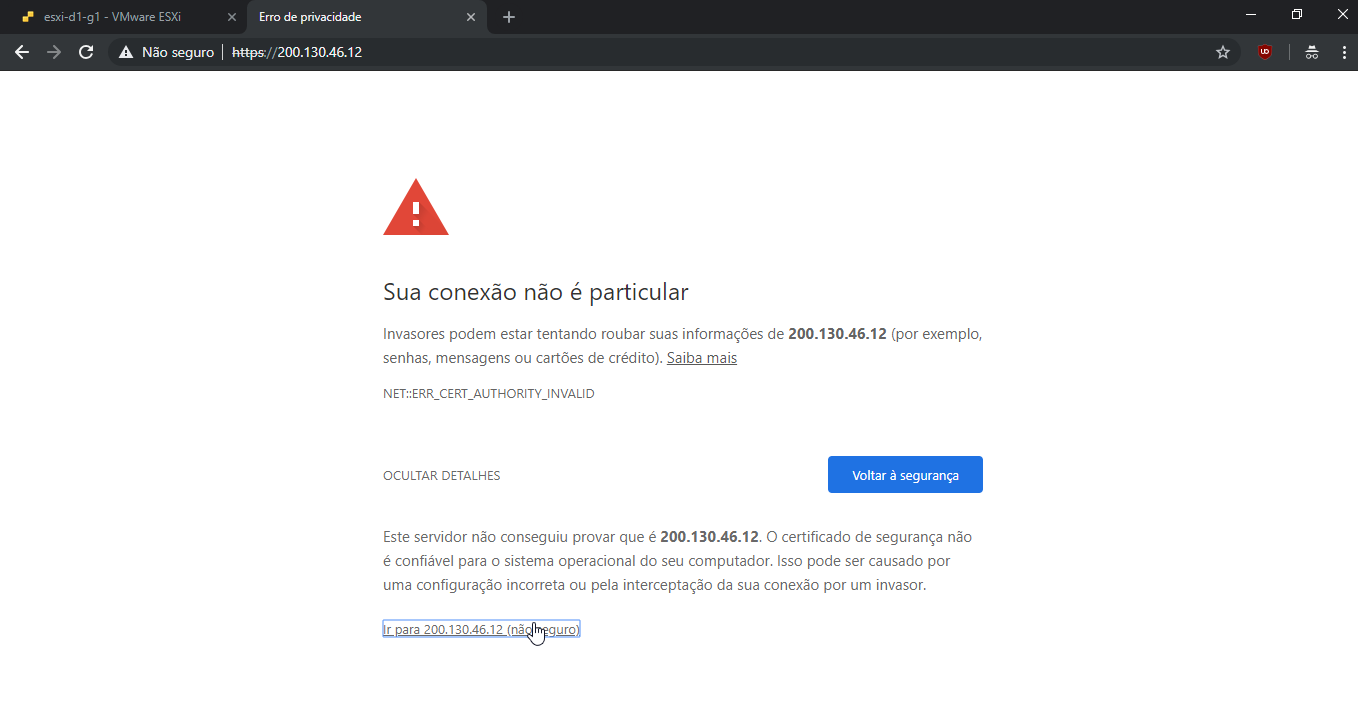 esxi-d1-g1 - VMware ESXi
Erro de privacidade
Não seguro
https://200.130.46.12
Sua conexão não é particular
Invasores podem estar tentando roubar suas informações de 200.130.46.12 (por exemplo,
senhas, mensagens ou cartões de crédito). Saiba mais
NET::ERR_CERT_AUTHORITY_INVALID
OCULTAR DETALHES
Voltar à segurança
Este servidor não conseguiu provar que é 200.130.46.12. O certificado de segurança não
é confiável para o sistema operacional do seu computador. Isso pode ser causado por
uma configuração incorreta ou pela interceptação da sua conexão por um invasor.
Ir para 200.130.46.12 (não seguro)